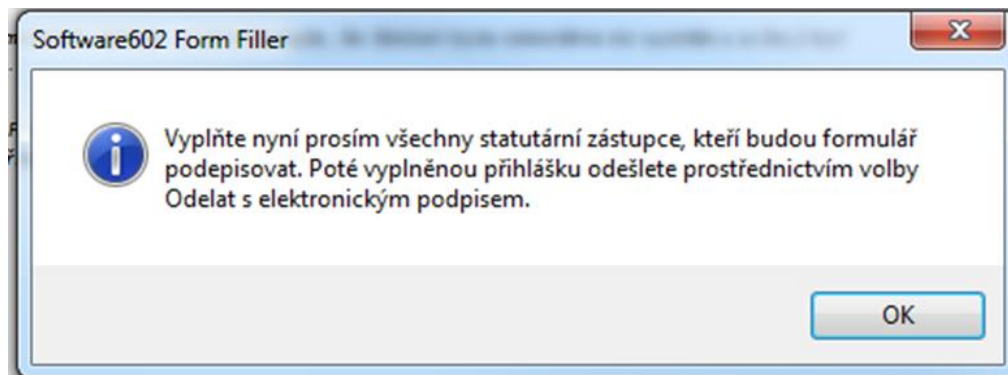 Software602 Form Filler
Vyplňte nyní prosím všechny statutární zástupce, kteří budou formulář
podepisovat. Poté vyplněnou přihlášku odešlete prostřednictvím volby
Odelat s elektronickým podpisem.
OK